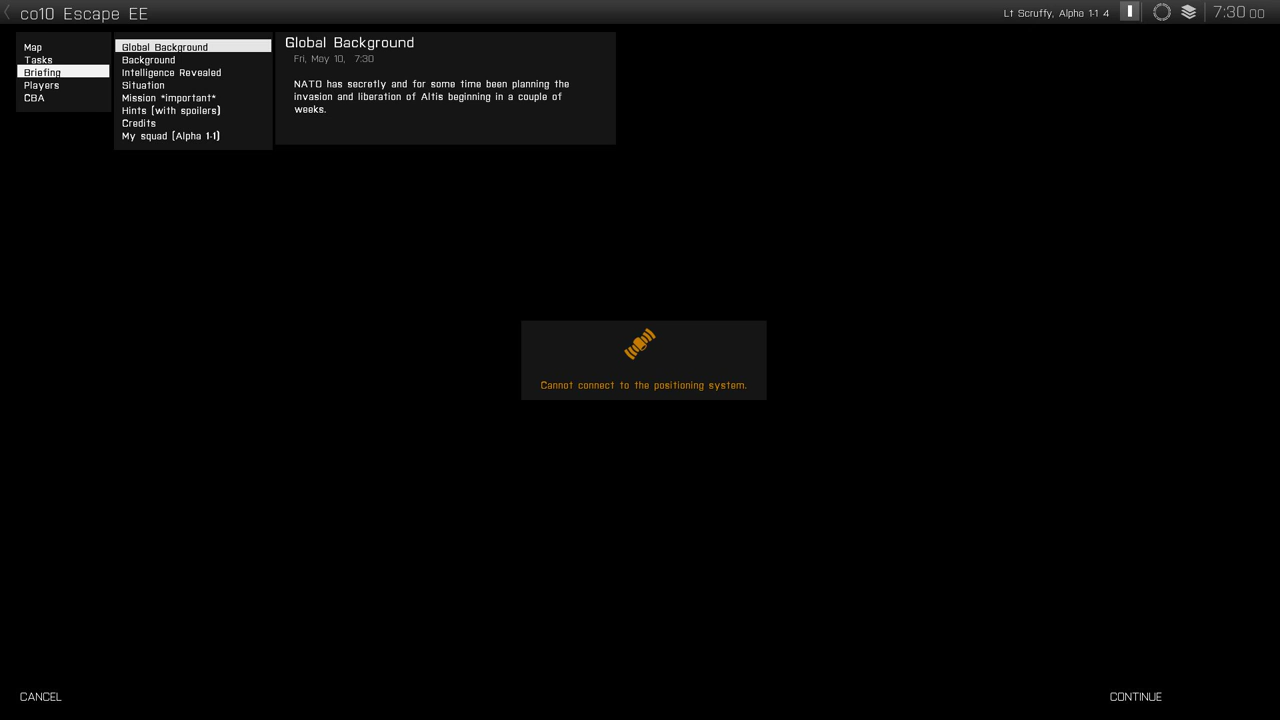 co10 Escape EE
Lt Scruffy, Alpha 1-1 4
7:30 00
Map
Tasks
Briefing
Players
CBA
Global Background
Background
Intelligence Revealed
Situation
Mission *important*
Hints (with spoilers)
Credits
My squad (Alpha 1-1)
Global Background
Fri, May 10, 7:30
NATO has secretly and for some time been planning the
invasion and liberation of Altis beginning in a couple of
weeks.
Cannot connect to the positioning system.
CANCEL
CONTINUE